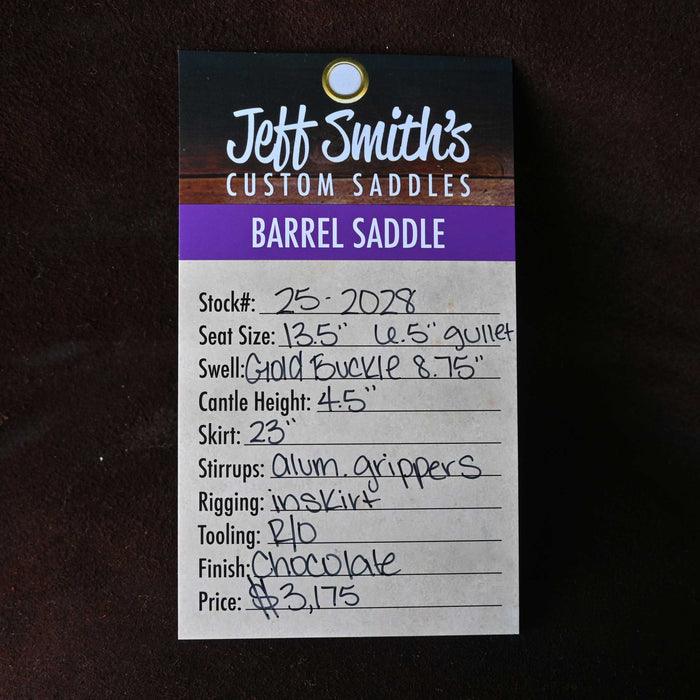 Jeff Smith's
CUSTOM SADDLES
BARREL SADDLE
Stock#: 25-2028
Seat Size: 13.5" 6.5" gullet
Swell: Gold Buckle 8.75"
Cantle Height: 4.5"
Skirt: 23"
Stirrups: alum. grippers
Rigging: inskirt
Tooling: R/O
Finish: Chocolate
Price: $3,175